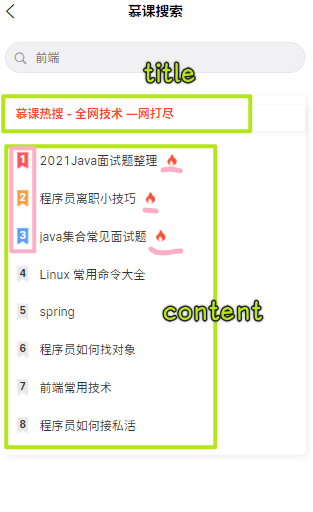 慕课搜索
前端
title
慕课热搜 - 全网技术 一网打尽
1 2021Java面试题整理
2 程序员离职小技巧
3 java集合常见面试题
4 Linux 常用命令大全
5 spring
content
6 程序员如何找对象
7 前端常用技术
8 程序员如何接私活